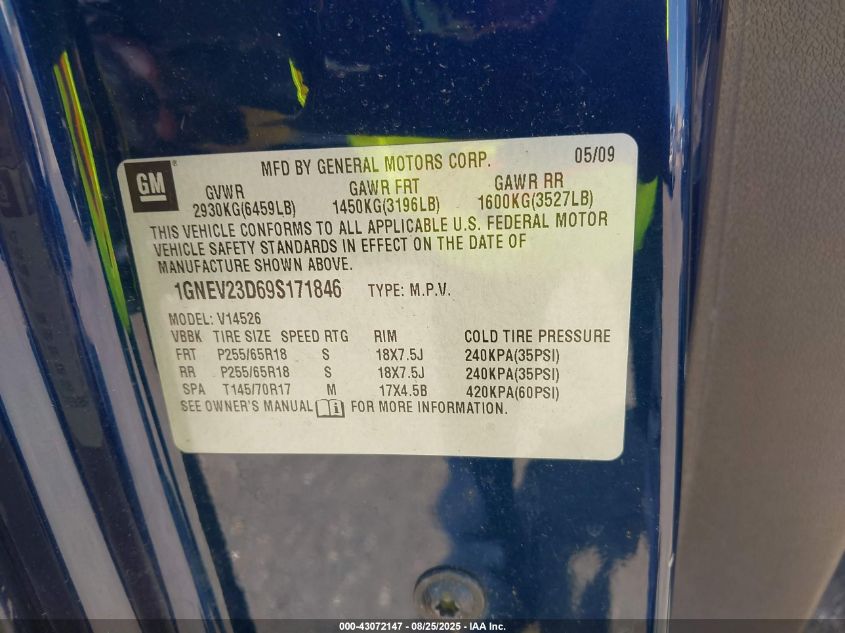 GM®
MFD BY GENERAL MOTORS CORP. 05/09
GVWR GAWR FRT GAWR RR
2930KG(6459LB) 1450KG(3196LB) 1600KG(3527LB)
THIS VEHICLE CONFORMS TO ALL APPLICABLE U.S. FEDERAL MOTOR
VEHICLE SAFETY STANDARDS IN EFFECT ON THE DATE OF
MANUFACTURE SHOWN ABOVE.
1GNEV23D69S171846 TYPE: M.P.V.
MODEL: V14526
VBBK TIRE SIZE SPEED RTG RIM COLD TIRE PRESSURE
FRT P255/65R18 S 18X7.5J 240KPA(35PSI)
RR P255/65R18 S 18X7.5J 240KPA(35PSI)
SPA T145/70R17 M 17X4.5B 420KPA(60PSI)
SEE OWNER'S MANUAL FOR MORE INFORMATION.
000-43072147 - 08/25/2025 - IAA Inc.